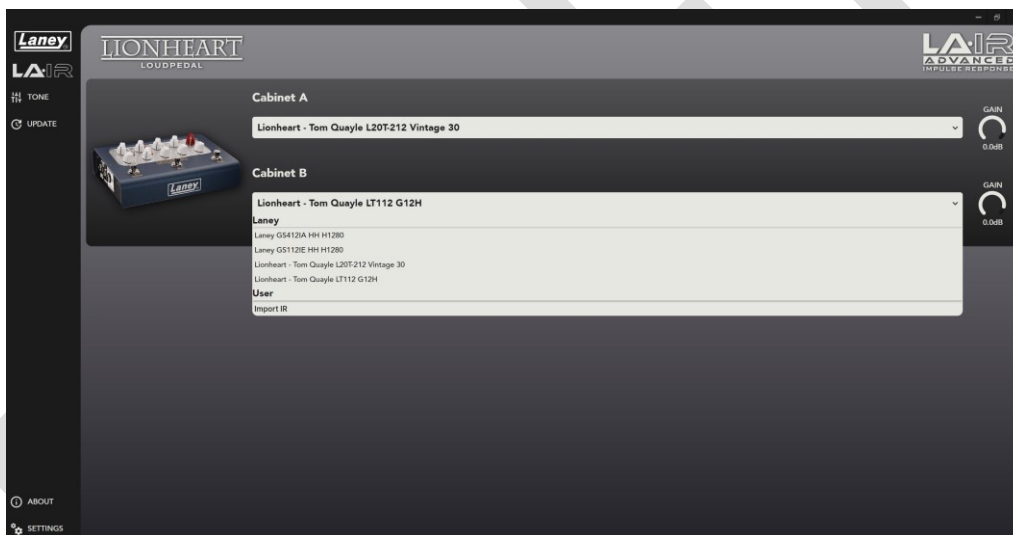 Laney
LA·IR
TONE
UPDATE
ABOUT
SETTINGS
LIONHEART
LOUDPEDAL
LA·IR
ADVANCED
IMPULSE RESPONSE
Cabinet A
Lionheart - Tom Quayle L20T-212 Vintage 30
GAIN
0.0dB
Laney
Cabinet B
Lionheart - Tom Quayle LT112 G12H
GAIN
0.0dB
Laney
Laney GS412IA HH H1280
Laney GS112IE HH H1280
Lionheart - Tom Quayle L20T-212 Vintage 30
Lionheart - Tom Quayle LT112 G12H
User
Import IR